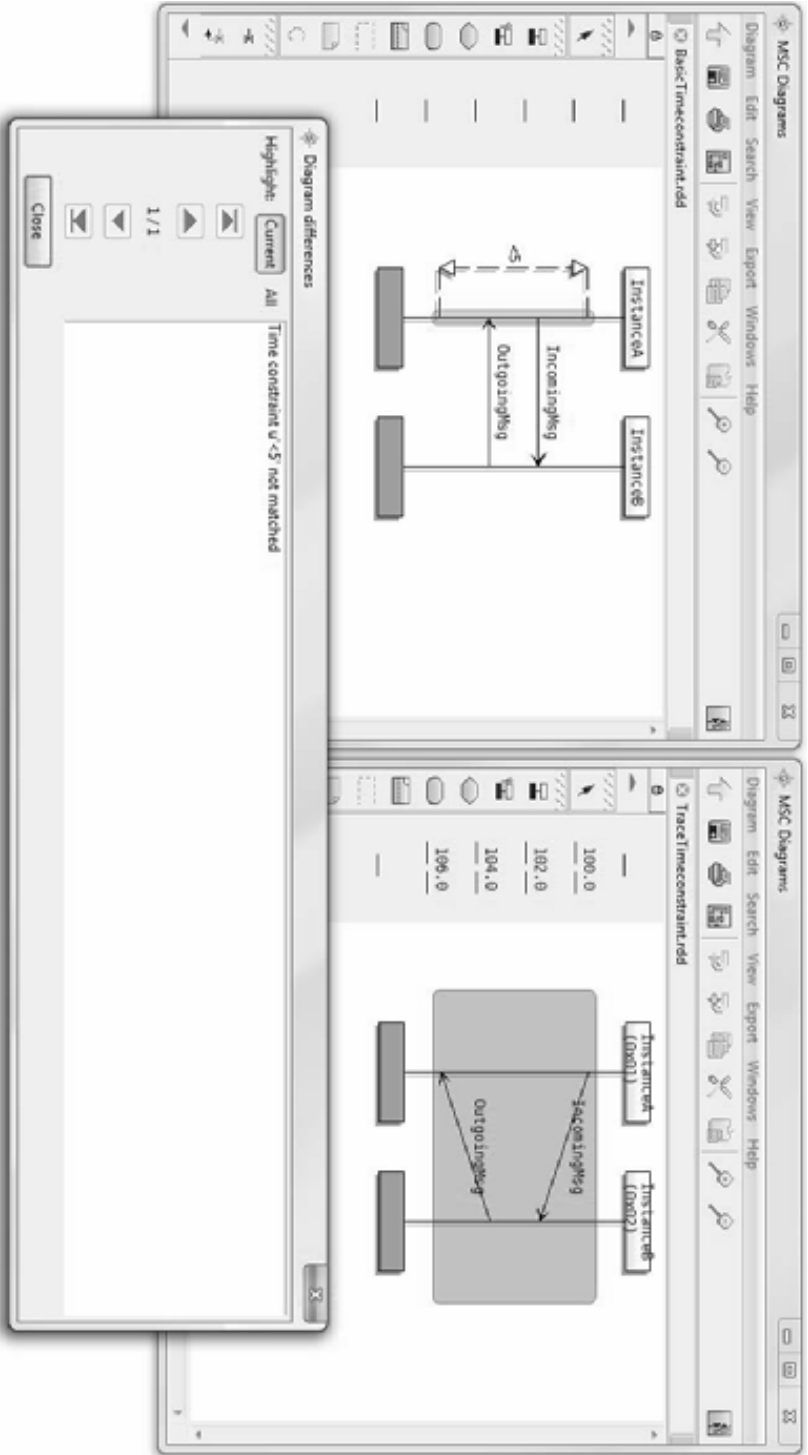 MSC Diagrams
Diagram Edit Search View Export Windows Help
BasicTimeconstraint.rdd
InstanceA
InstanceB
<5
IncomingMsg
OutgoingMsg
MSC Diagrams
Diagram Edit Search View Export Windows Help
TraceTimeconstraint.rdd
InstanceA
(0x01)
InstanceB
(0x02)
100.0
102.0
104.0
106.0
IncomingMsg
OutgoingMsg
Diagram differences
Highlight: Current All
1/1
Close
Time constraint u'<5' not matched